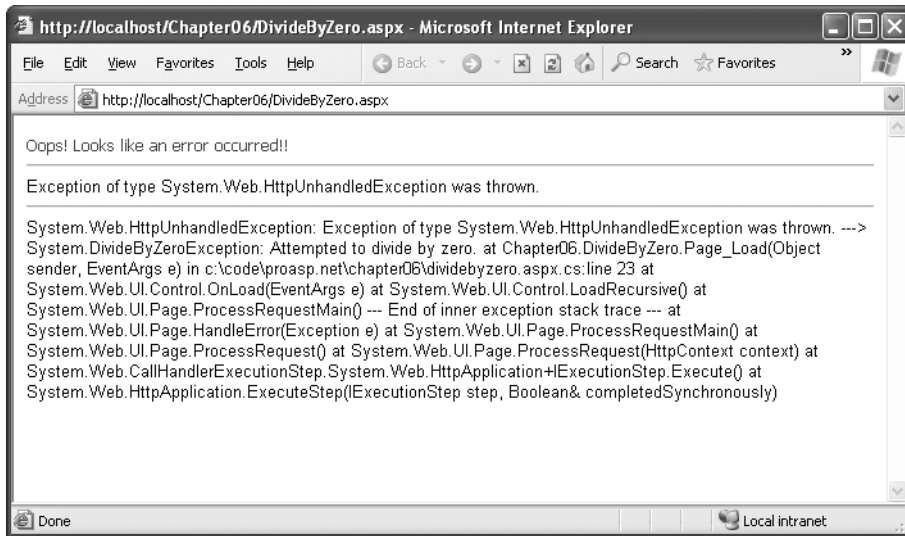 http://localhost/Chapter06/DivideByZero.aspx - Microsoft Internet Explorer
File Edit View Favorites Tools Help Back Search Favorites »
Address http://localhost/Chapter06/DivideByZero.aspx
Oops! Looks like an error occurred!!
Exception of type System.Web.HttpUnhandledException was thrown.
System.Web.HttpUnhandledException: Exception of type System.Web.HttpUnhandledException was thrown. --->
System.DivideByZeroException: Attempted to divide by zero. at Chapter06.DivideByZero.Page_Load(Object
sender, EventArgs e) in c:\code\proasp.net\chapter06\dividebyzero.aspx.cs:line 23 at
System.Web.UI.Control.OnLoad(EventArgs e) at System.Web.UI.Control.LoadRecursive() at
System.Web.UI.Page.ProcessRequestMain() --- End of inner exception stack trace --- at
System.Web.UI.Page.HandleError(Exception e) at System.Web.UI.Page.ProcessRequestMain() at
System.Web.UI.Page.ProcessRequest() at System.Web.UI.Page.ProcessRequest(HttpContext context) at
System.Web.CallHandlerExecutionStep.System.Web.HttpApplication+IExecutionStep.Execute() at
System.Web.HttpApplication.ExecuteStep(IExecutionStep step, Boolean& completedSynchronously)
Done Local intranet